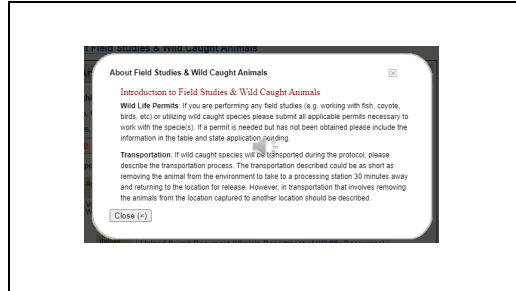 t Field Studies & Wild Caught Animals
About Field Studies & Wild Caught Animals
Introduction to Field Studies & Wild Caught Animals
Wild Life Permits: If you are performing any field studies (e.g. working with fish, coyote,
birds, etc) or utilizing wild caught species please submit all applicable permits necessary to
work with the specie(s). If a permit is needed but has not been obtained please include the
information in the table and state application pending.
Transportation: If wild caught species will be transported during the protocol, please
describe the transportation process. The transportation described could be as short as
removing the animal from the environment to take to a processing station 30 minutes away
and returning to the location for release. However, in transportation that involves removing
the animals from the location captured to another location should be described.
Close (×)